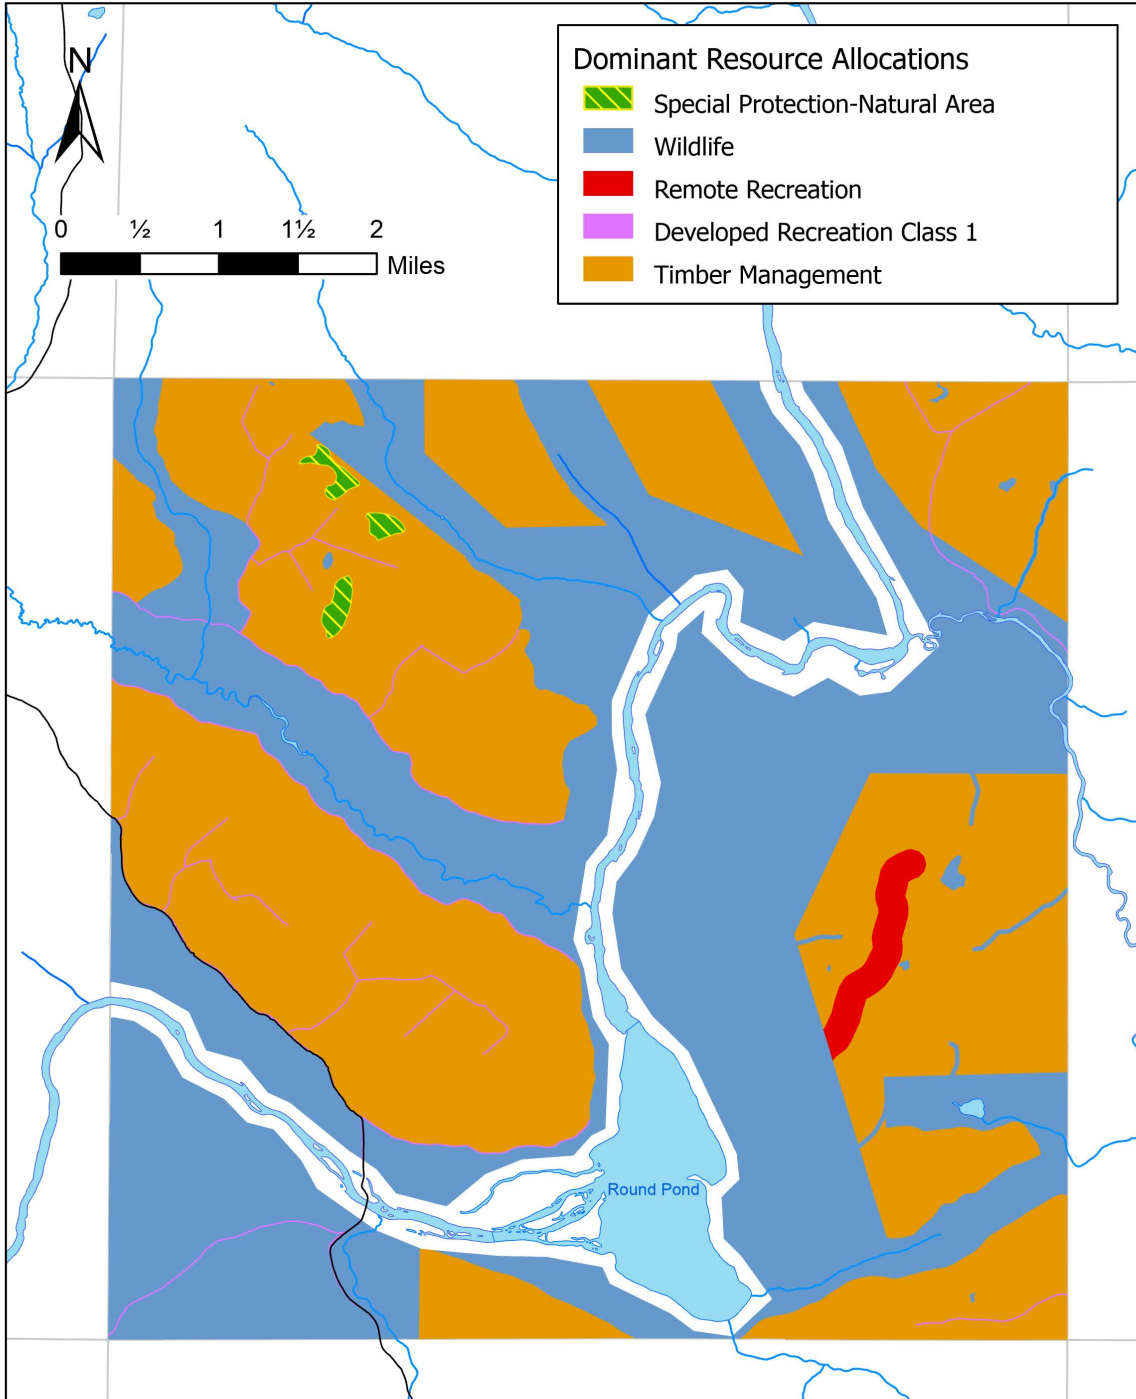 N
0 ½ 1 1½ 2
Miles
Dominant Resource Allocations
Special Protection-Natural Area
Wildlife
Remote Recreation
Developed Recreation Class 1
Timber Management
Round Pond